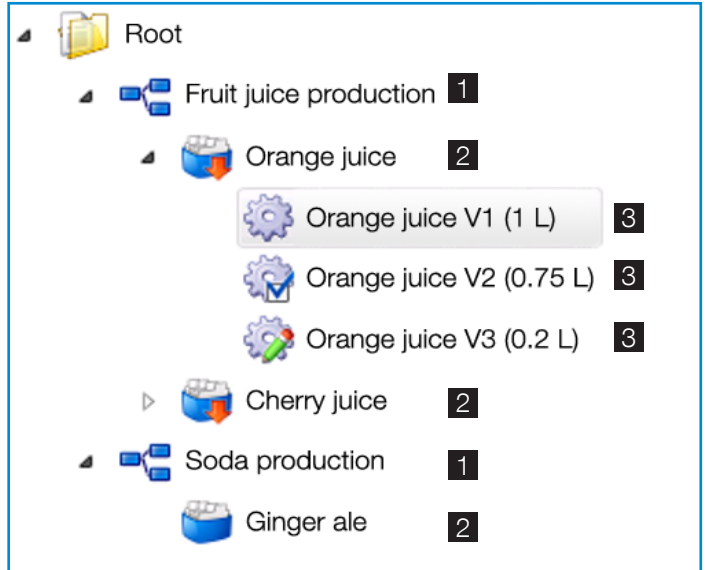 Root
Fruit juice production 1
Orange juice 2
Orange juice V1 (1 L) 3
Orange juice V2 (0.75 L) 3
Orange juice V3 (0.2 L) 3
Cherry juice 2
Soda production 1
Ginger ale 2